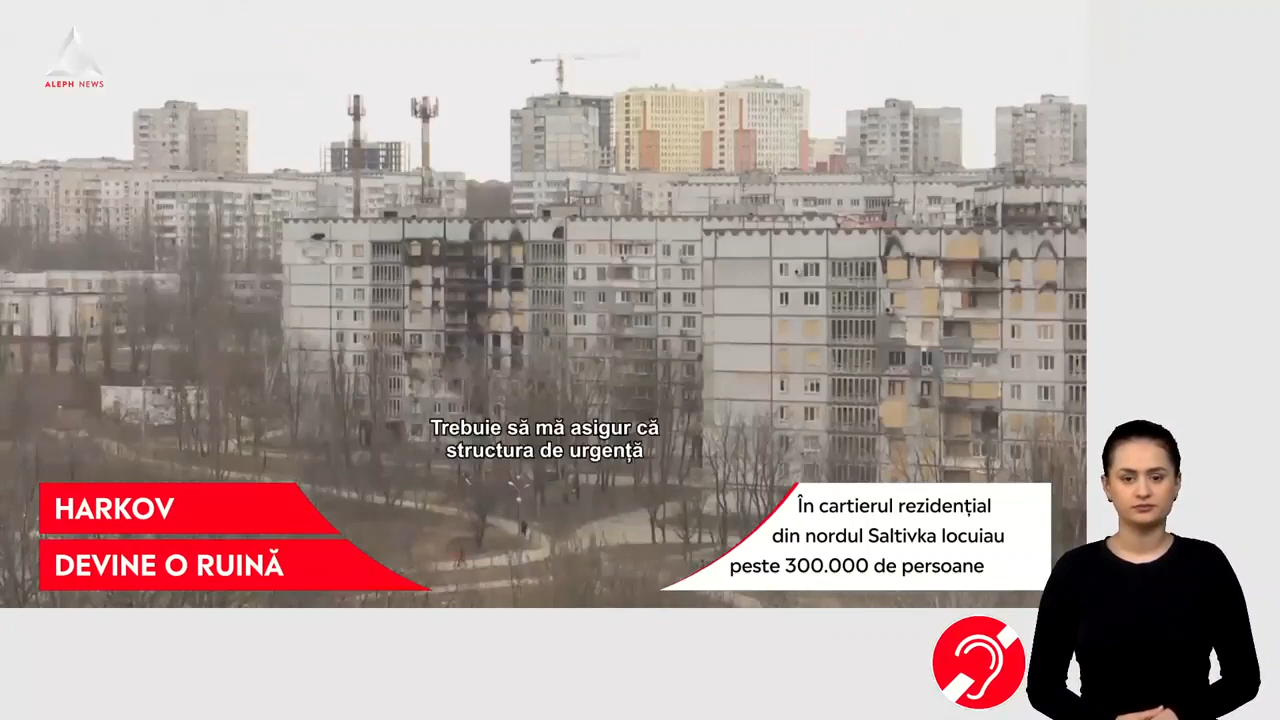 ALEPH NEWS
Trebuie să mă asigur că
structura de urgență
HARKOV
DEVINE O RUINĂ
În cartierul rezidențial
din nordul Saltivka locuiau
peste 300.000 de persoane